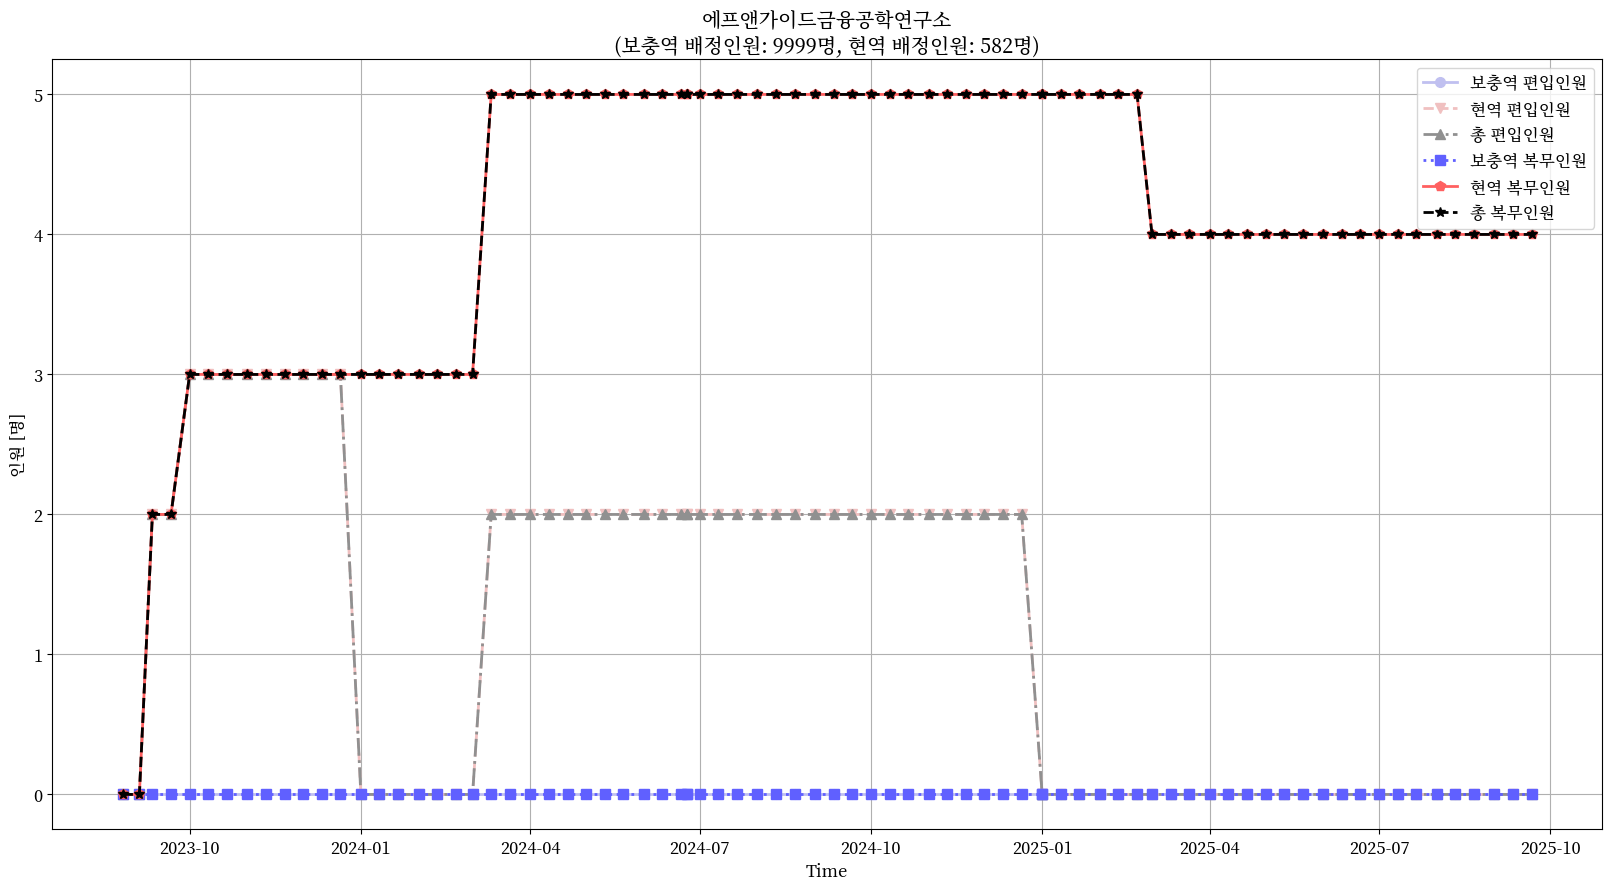 에프앤가이드금융공학연구소
(보충역 배정인원: 9999명, 현역 배정인원: 582명)
보충역 편입인원
현역 편입인원
총 편입인원
보충역 복무인원
현역 복무인원
총 복무인원
인원 [명]
5
4
3
2
1
0
2023-10
2024-01
2024-04
2024-07
2024-10
2025-01
2025-04
2025-07
2025-10
Time